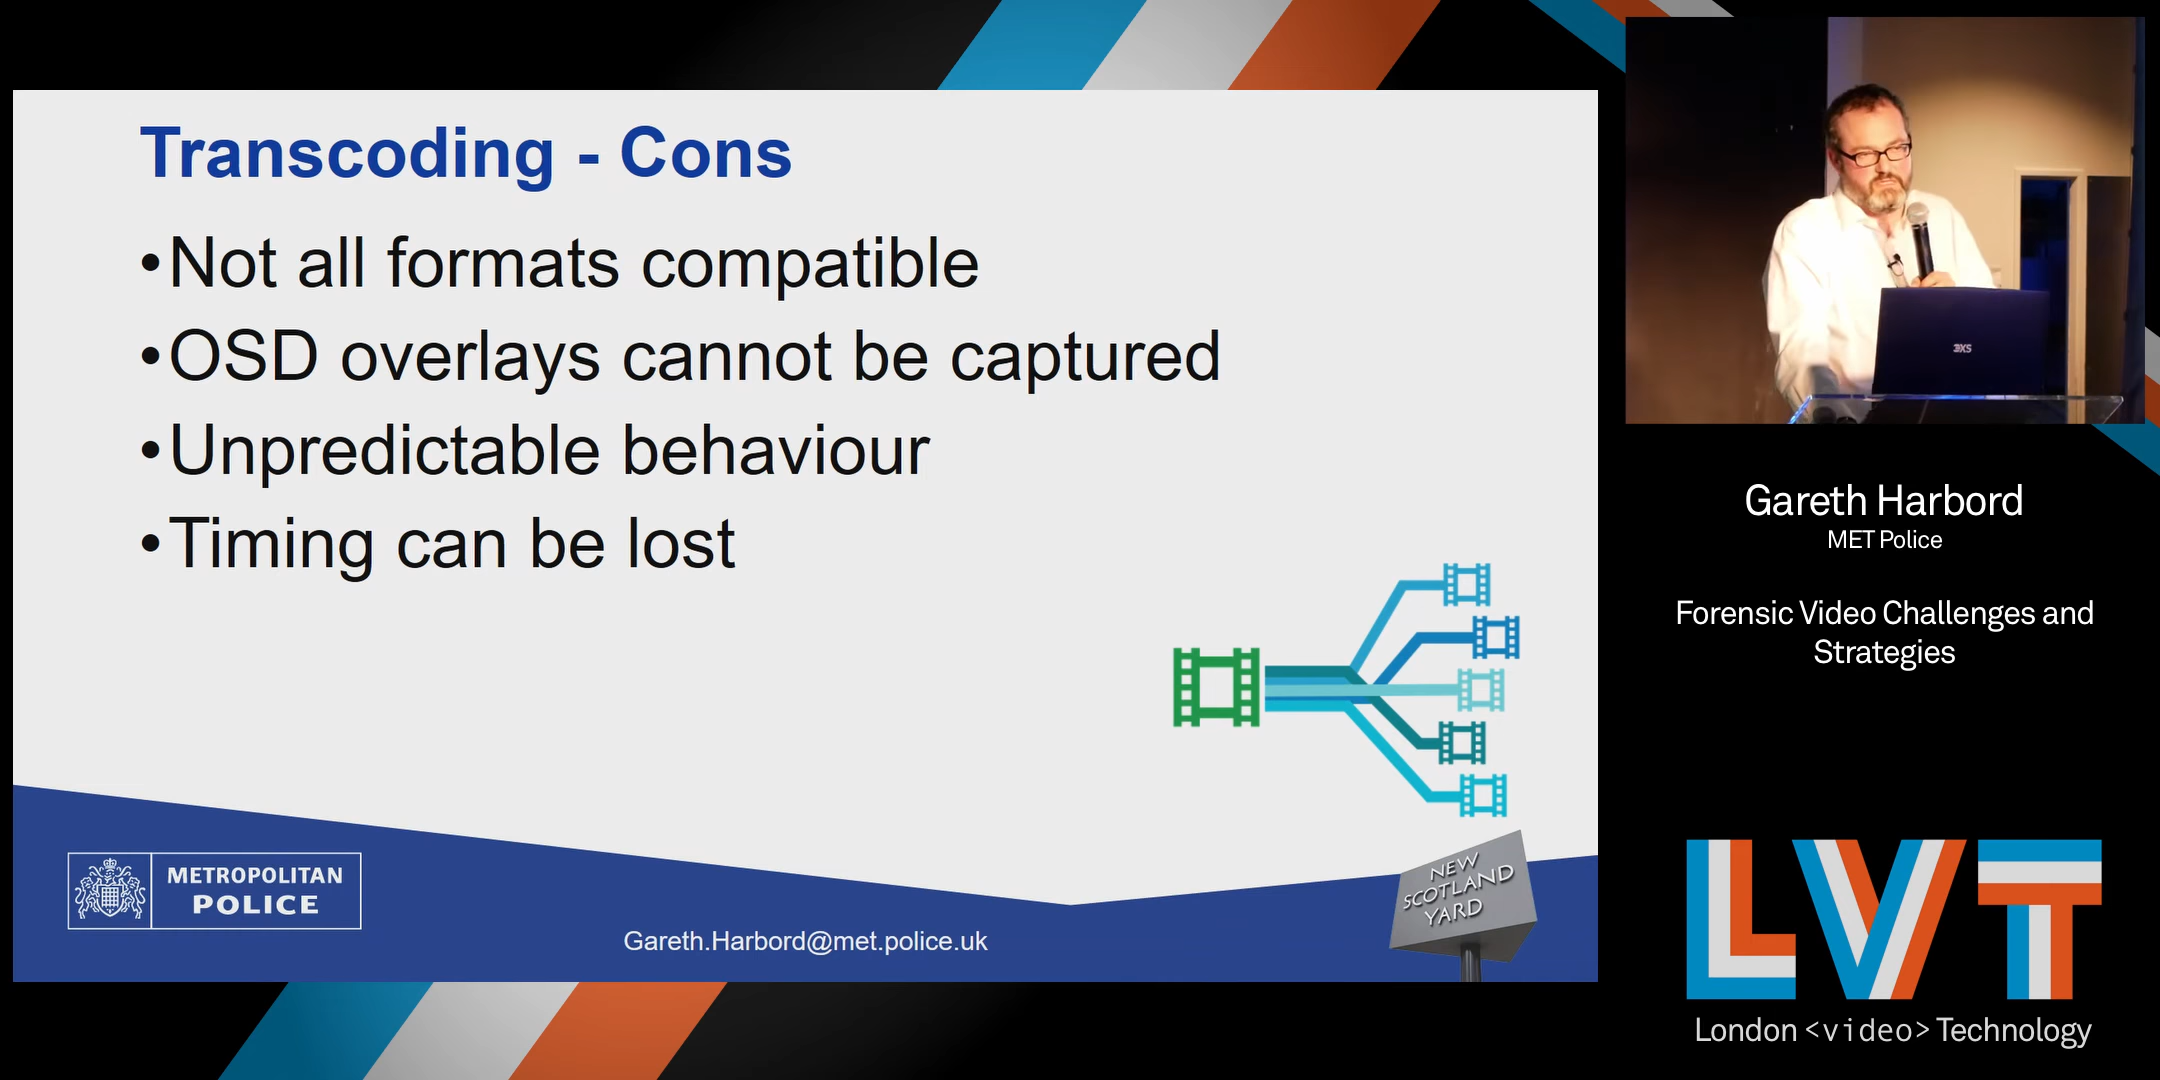 Transcoding - Cons
•Not all formats compatible
•OSD overlays cannot be captured
•Unpredictable behaviour
•Timing can be lost
METROPOLITAN
POLICE
Gareth.Harbord@met.police.uk
NEW
SCOTLAND
YARD
3XS
Gareth Harbord
MET Police
Forensic Video Challenges and
Strategies
LVT
London <video> Technology